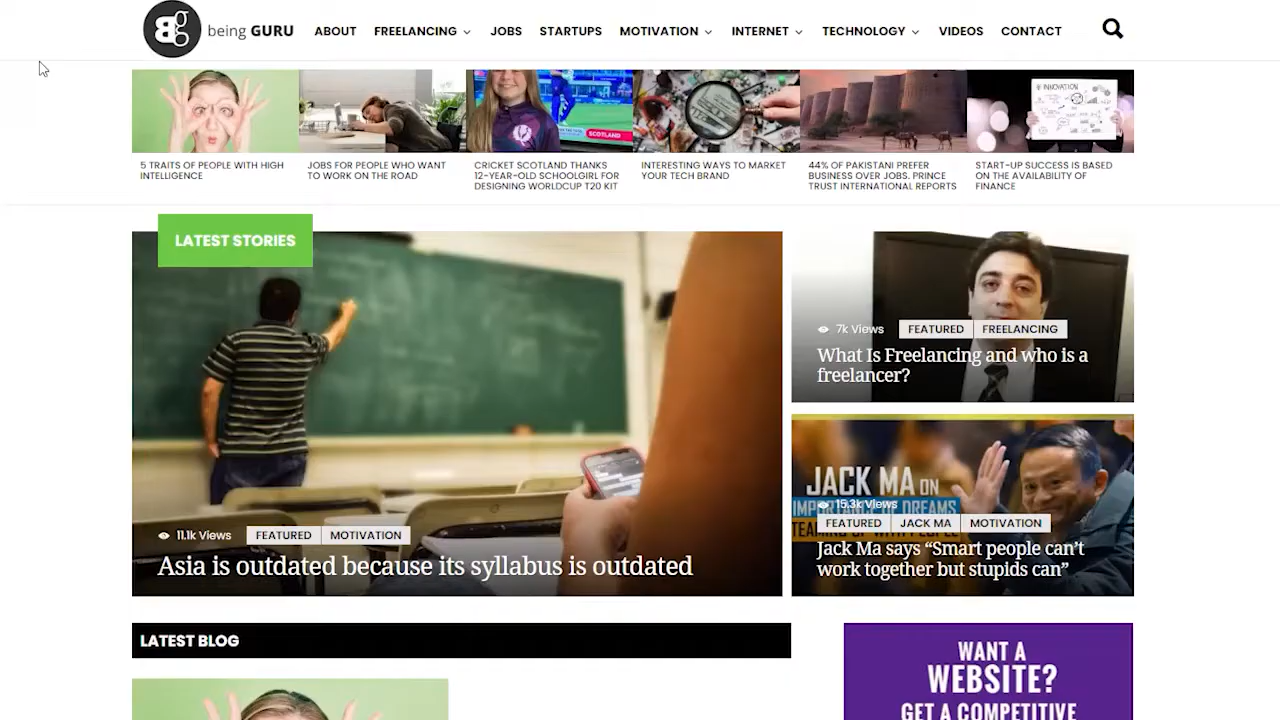 being GURU
ABOUT
FREELANCING
JOBS
STARTUPS
MOTIVATION
INTERNET
TECHNOLOGY
VIDEOS
CONTACT
INNOVATION
SCOTLAND
5 TRAITS OF PEOPLE WITH HIGH
INTELLIGENCE
JOBS FOR PEOPLE WHO WANT
TO WORK ON THE ROAD
CRICKET SCOTLAND THANKS
12-YEAR-OLD SCHOOLGIRL FOR
DESIGNING WORLDCUP T20 KIT
INTERESTING WAYS TO MARKET
YOUR TECH BRAND
44% OF PAKISTANI PREFER
BUSINESS OVER JOBS. PRINCE
TRUST INTERNATIONAL REPORTS
START-UP SUCCESS IS BASED
ON THE AVAILABILITY OF
FINANCE
LATEST STORIES
11.1k Views
FEATURED
MOTIVATION
Asia is outdated because its syllabus is outdated
7k Views
FEATURED
FREELANCING
What Is Freelancing and who is a
freelancer?
JACK MA ON
IMPORTANCE OF DREAMS
15.3k Views
FEATURED
JACK MA
MOTIVATION
Jack Ma says “Smart people can’t
work together but stupids can”
LATEST BLOG
WANT A
WEBSITE?
GET A COMPETITIVE